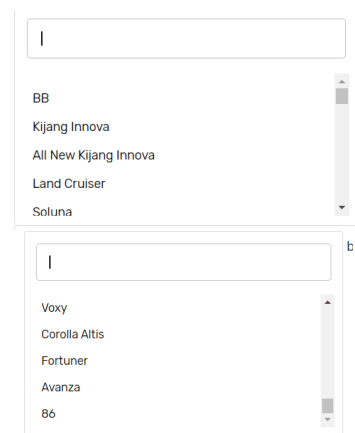 BB
Kijang Innova
All New Kijang Innova
Land Cruiser
Soluna
b
Voxy
Corolla Altis
Fortuner
Avanza
86